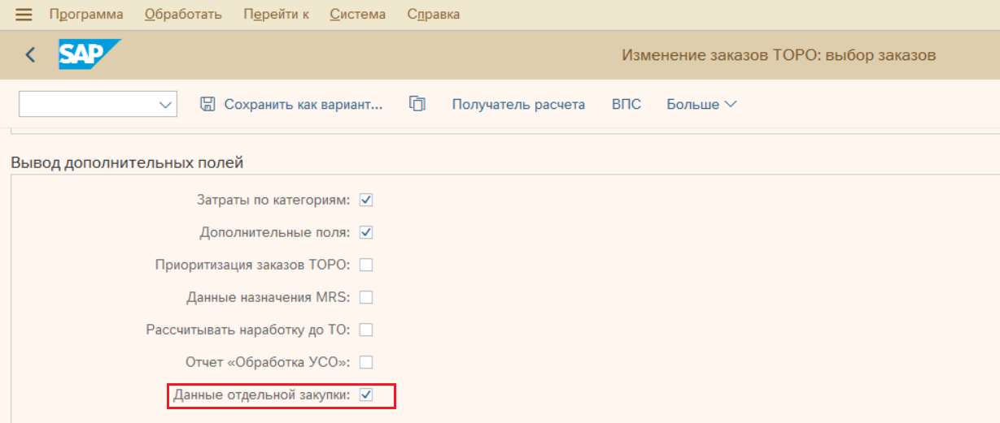 Программа Обработать Перейти к Система Справка
SAP Изменение заказов ТОРО: выбор заказов
Сохранить как вариант... Получатель расчета ВПС Больше
Вывод дополнительных полей
Затраты по категориям:
Дополнительные поля:
Приоритизация заказов ТОРО:
Данные назначения MRS:
Рассчитывать наработку до ТО:
Отчет «Обработка УСО»:
Данные отдельной закупки: